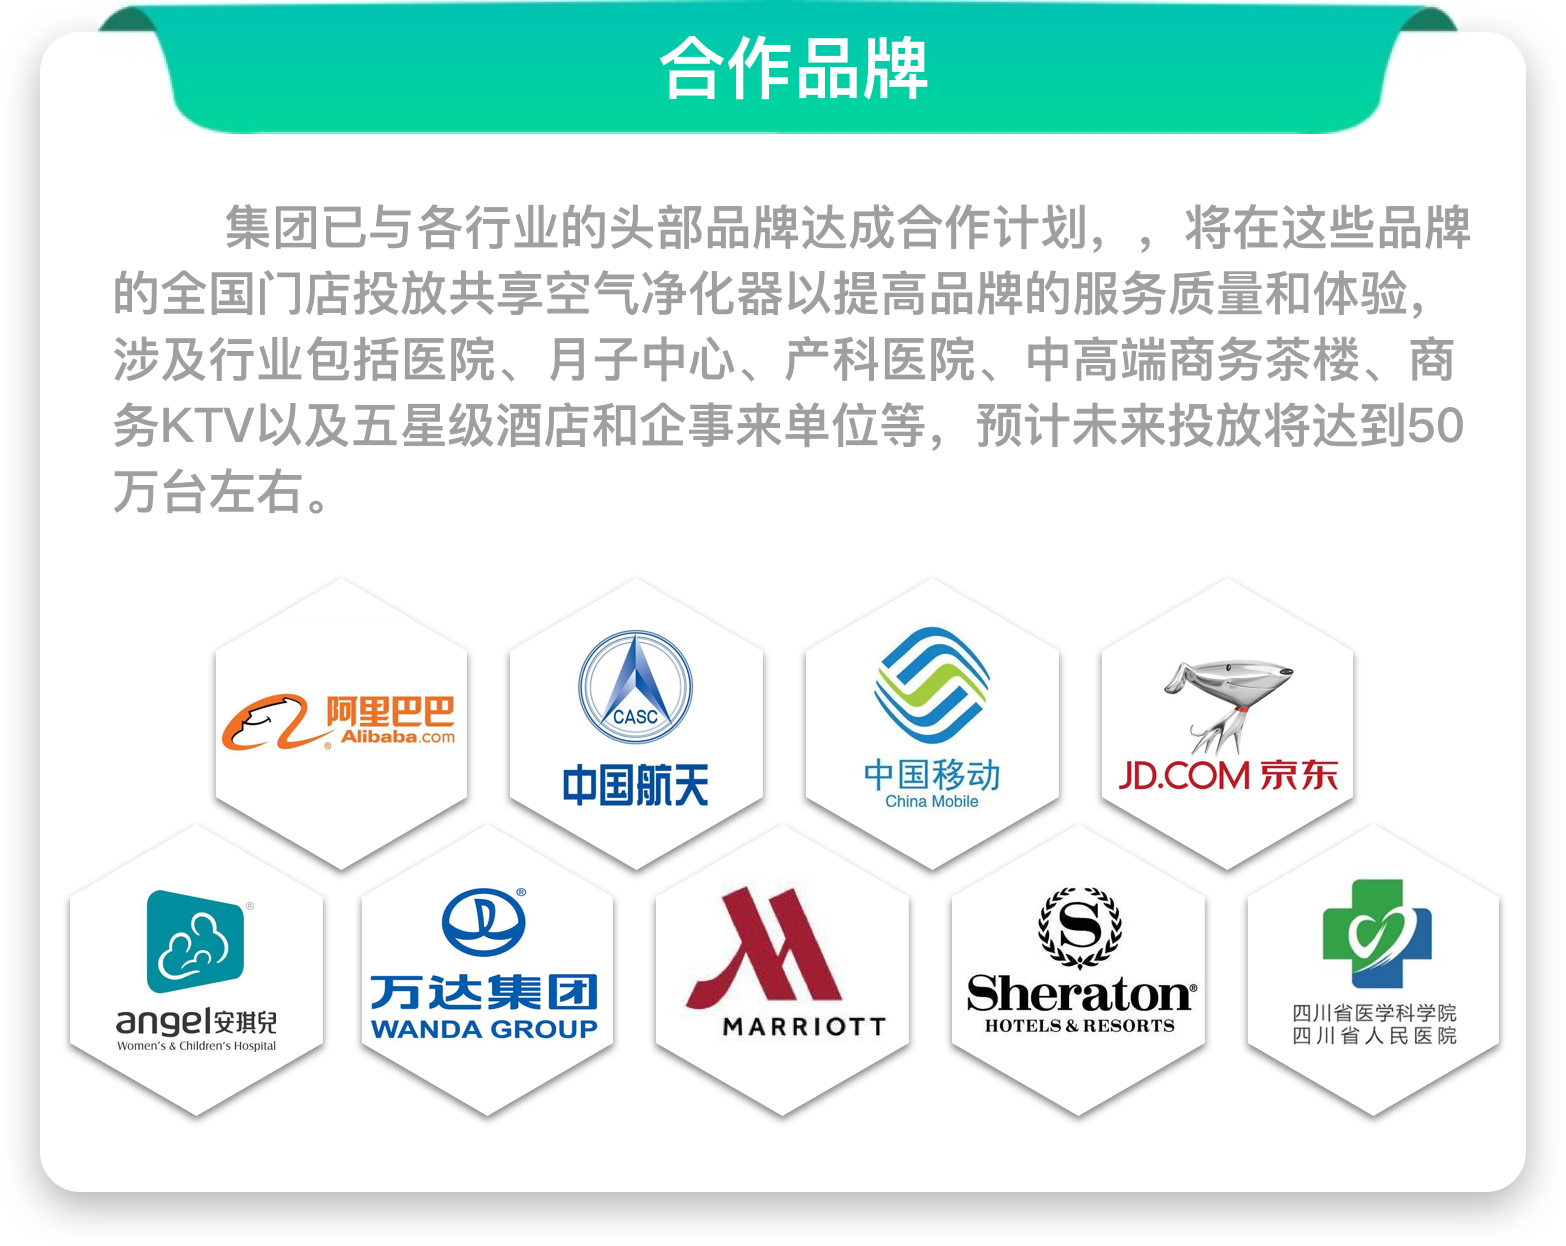 合作品牌
集团已与各行业的头部品牌达成合作计划，，将在这些品牌
的全国门店投放共享空气净化器以提高品牌的服务质量和体验，
涉及行业包括医院、月子中心、产科医院、中高端商务茶楼、商
务KTV以及五星级酒店和企事来单位等，预计未来投放将达到50
万台左右。
阿里巴巴
Alibaba.com
®
CASC
中国航天
中国移动
China Mobile
JD.COM 京东
®
angel安琪兒
Women's & Children's Hospital
®
万达集团
WANDA GROUP
MARRIOTT
S
Sheraton®
HOTELS & RESORTS
四川省医学科学院
四川省人民医院